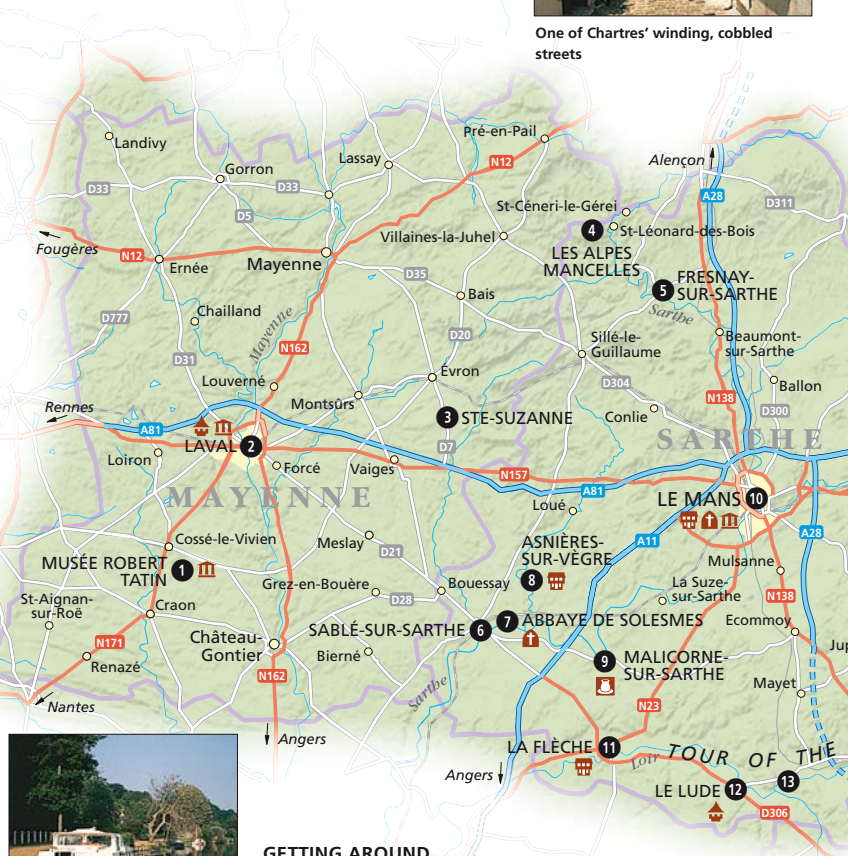 One of Chartres' winding, cobbled
streets
Landivy
Pré-en-Pail
Lassay
N12
Alençon
Gorron
D33
D33
A28
D311
D5
St-Céneri-le-Gérei
4
St-Léonard-des-Bois
Fougères
N12
Ernée
Mayenne
Villaines-la-Juhel
LES ALPES
MANCELLES
D35
5
FRESNAY-
SUR-SARTHE
Bais
Sarthe
Chailland
D777
Mayenne
D20
Sillé-le-
Guillaume
Beaumont-
sur-Sarthe
N162
D31
Louverné
Evron
D304
Ballon
N138
D300
Rennes
Montsûrs
3
STE-SUZANNE
Conlie
A81
SARTHE
LAVAL
2
D7
Loiron
Forcé
Vaiges
N157
MAYENNE
A81
LE MANS
10
Loué
A28
Cossé-le-Vivien
Meslay
ASNIÈRES-
SUR-VÈGRE
A11
MUSÉE ROBERT
TATIN
1
D21
8
Mulsanne
Grez-en-Bouère
Bouessay
La Suze-
sur-Sarthe
N138
St-Aignan-
sur-Roë
Craon
D28
Ecommoy
SABLÉ-SUR-SARTHE
6
7
ABBAYE DE SOLESMES
N171
Château-
Gontier
Bierné
9
MALICORNE-
SUR-SARTHE
Jup
Renazé
N162
Sarthe
Mayet
Nantes
N23
Angers
LA FLÈCHE
11
TOUR OF THE
Loir
Angers
LE LUDE
12
13
D306
GETTING AROUND